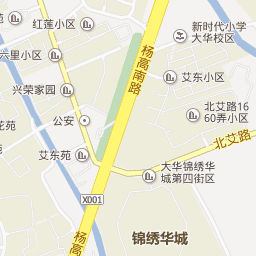 红莲小区
新时代小学
大华校区
杨高南路
六里小区
艾东小区
兴荣家园
北艾路16
60弄小区
公安
花苑
北艾路
艾东苑
大华锦绣华
城第四街区
X001
锦绣华城
杨高